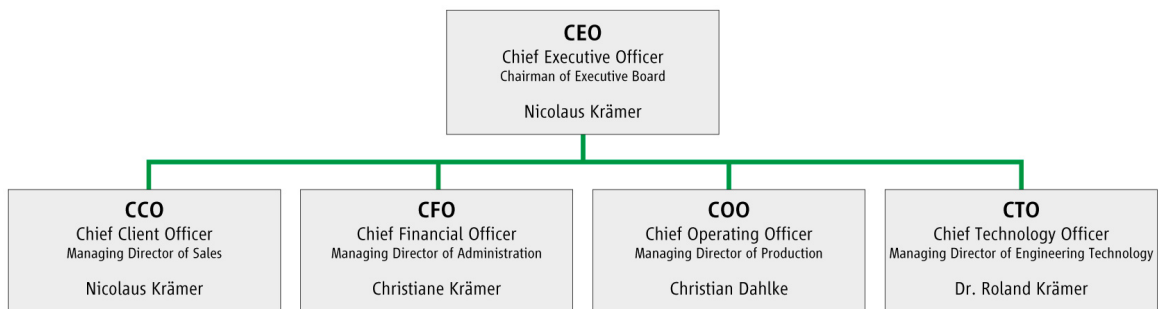 CEO
Chief Executive Officer
Chairman of Executive Board
Nicolaus Krämer
CCO
Chief Client Officer
Managing Director of Sales
Nicolaus Krämer
CFO
Chief Financial Officer
Managing Director of Administration
Christiane Krämer
COO
Chief Operating Officer
Managing Director of Production
Christian Dahlke
CTO
Chief Technology Officer
Managing Director of Engineering Technology
Dr. Roland Krämer